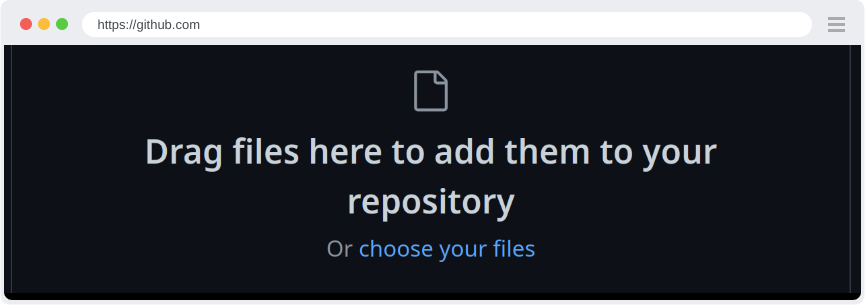 https://github.com
Drag files here to add them to your
repository
Or choose your files